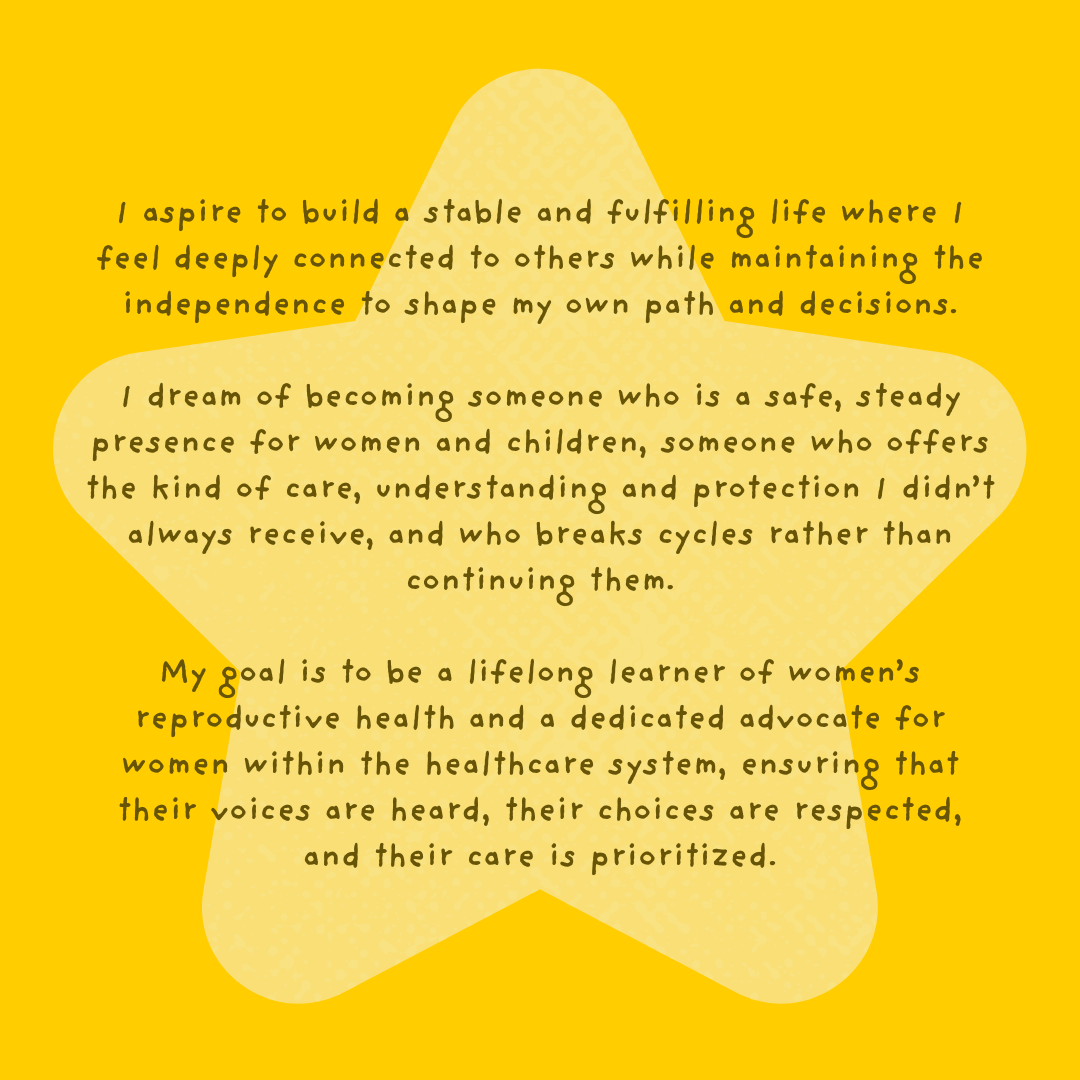 I aspire to build a stable and fulfilling life where I
feel deeply connected to others while maintaining the
independence to shape my own path and decisions.
I dream of becoming someone who is a safe, steady
presence for women and children, someone who offers
the kind of care, understanding and protection I didn’t
always receive, and who breaks cycles rather than
continuing them.
My goal is to be a lifelong learner of women’s
reproductive health and a dedicated advocate for
women within the healthcare system, ensuring that
their voices are heard, their choices are respected,
and their care is prioritized.